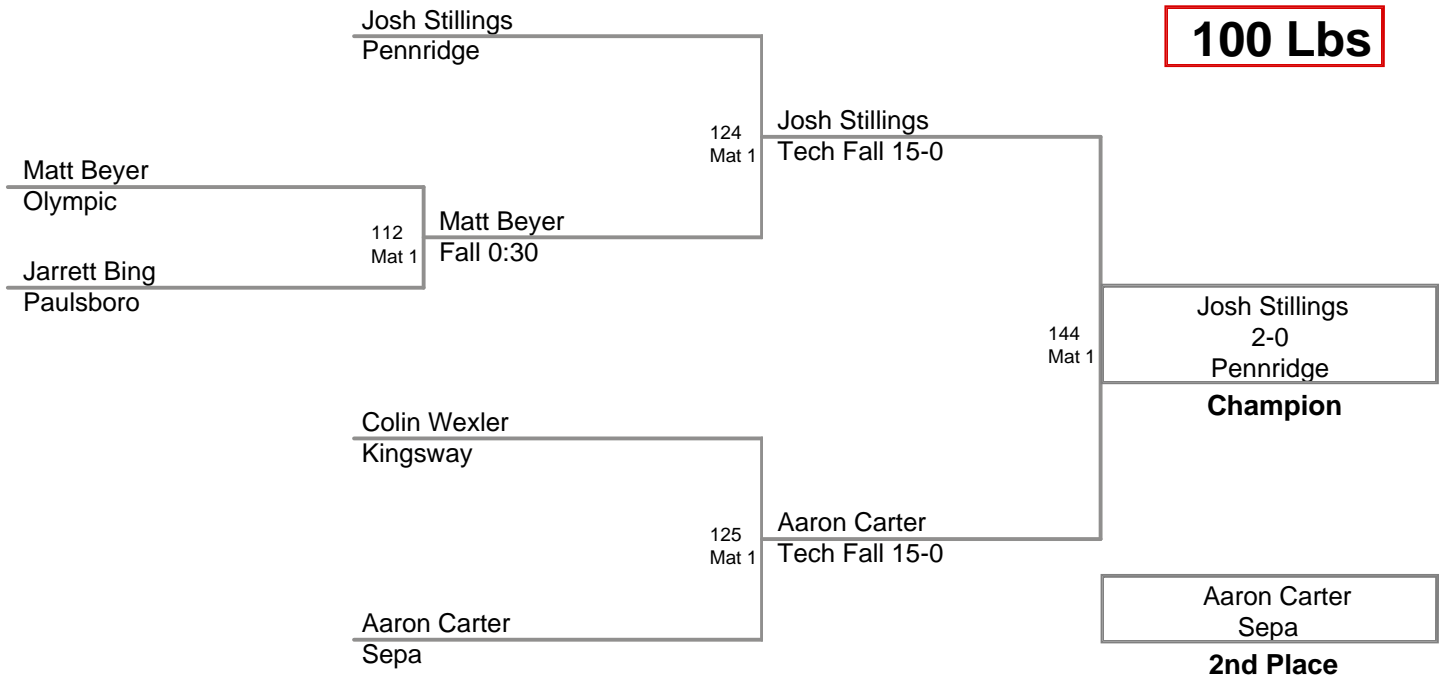 100 Lbs
Josh Stillings
Pennridge
Matt Beyer
Olympic
Jarrett Bing
Paulsboro
112
Mat 1
Matt Beyer
Fall 0:30
124
Mat 1
Josh Stillings
Tech Fall 15-0
Colin Wexler
Kingsway
Aaron Carter
Sepa
125
Mat 1
Aaron Carter
Tech Fall 15-0
144
Mat 1
Josh Stillings
2-0
Pennridge
Champion
Aaron Carter
Sepa
2nd Place